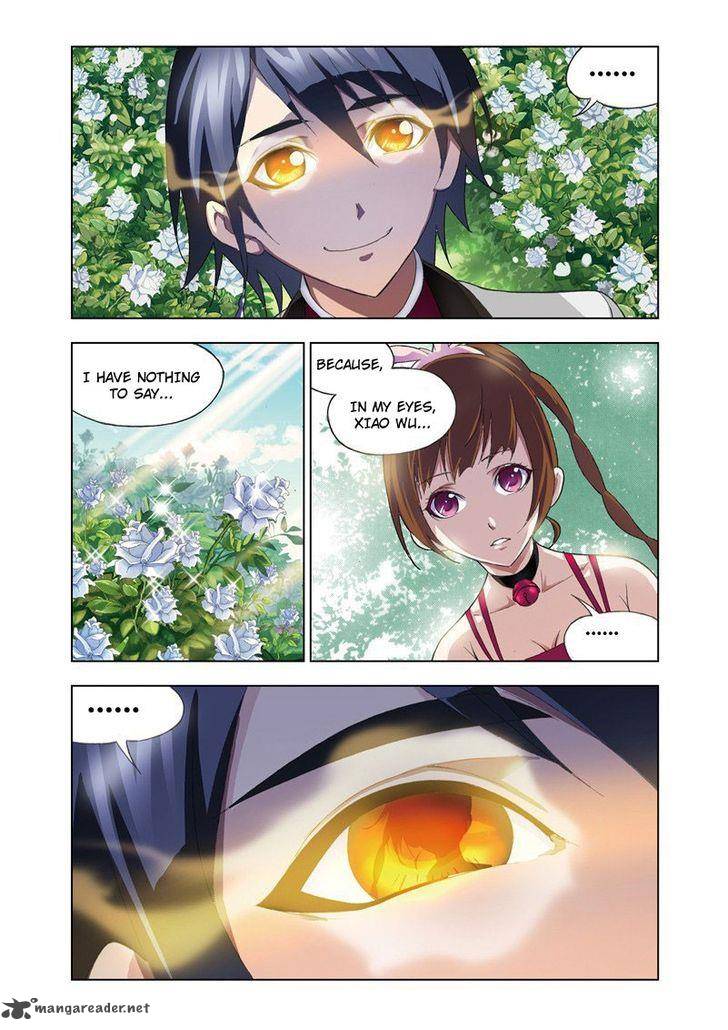 ••••••
I HAVE NOTHING
TO SAY...
BECAUSE,
IN MY EYES,
XIAO WU...
••••••
••••••
mangareader.net